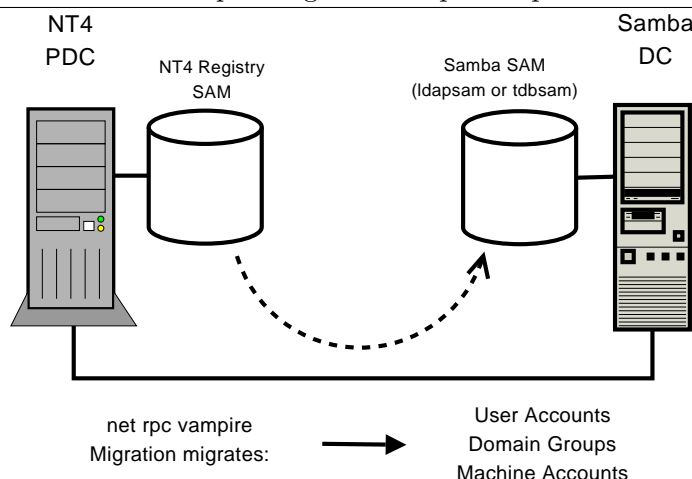 NT4
PDC
NT4 Registry
SAM
Samba SAM
(ldapsam or tdbsam)
Samba
DC
net rpc vampire
Migration migrates:
User Accounts
Domain Groups
Machine Accounts